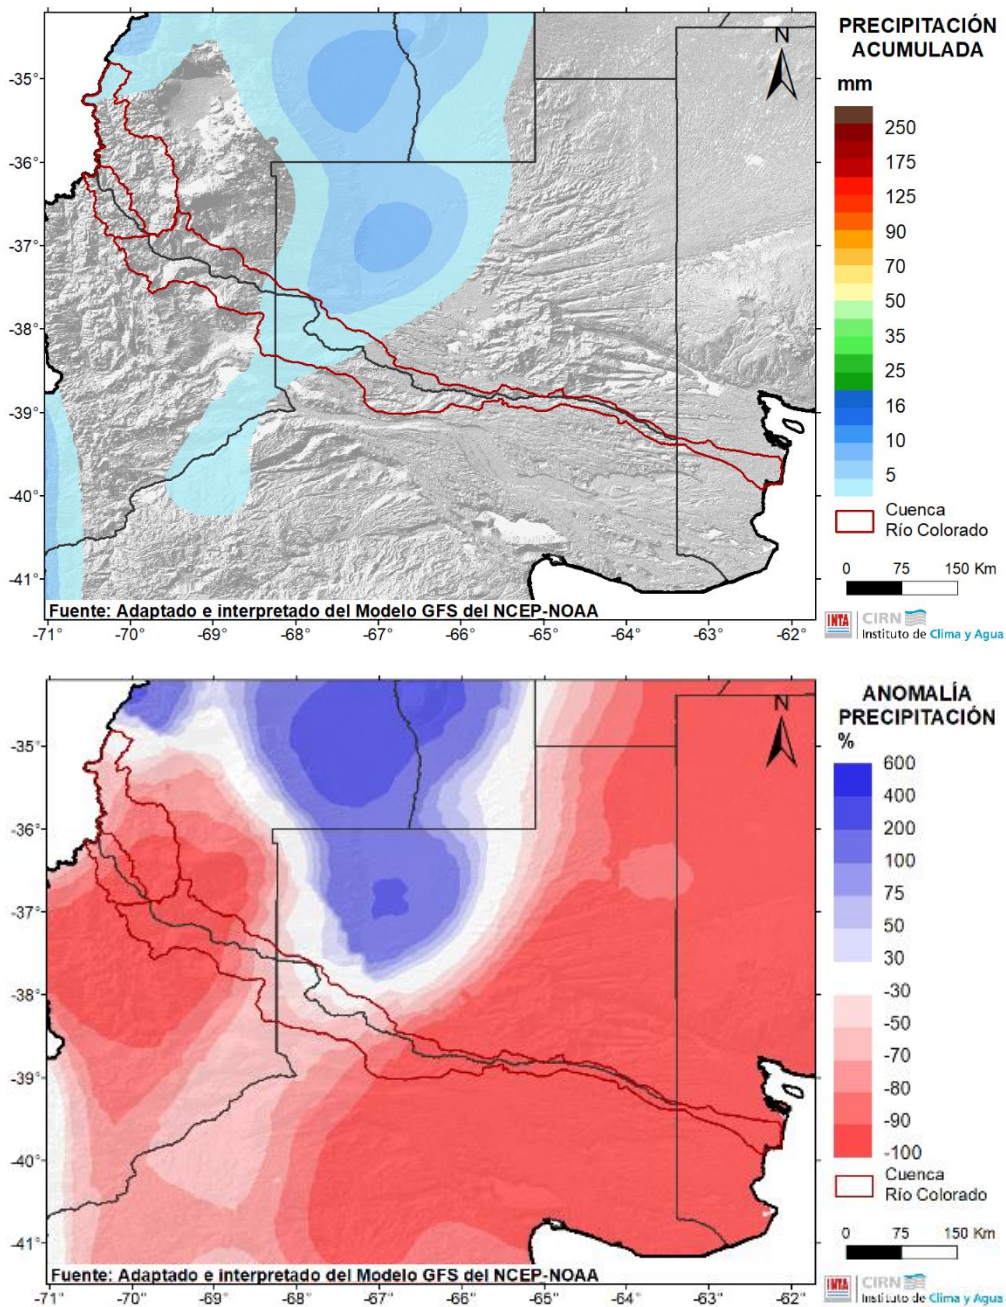 PRECIPITACIÓN
ACUMULADA
mm
N
250
175
125
90
70
50
35
25
16
10
5
Cuenca
Río Colorado
0 75 150 Km
INTA CIRN
Instituto de Clima y Agua
-35°
-36°
-37°
-38°
-39°
-40°
-41°
Fuente: Adaptado e interpretado del Modelo GFS del NCEP-NOAA
-71° -70° -69° -68° -67° -66° -65° -64° -63° -62°
ANOMALÍA
PRECIPITACIÓN
%
N
600
400
200
100
75
50
30
-30
-50
-70
-80
-90
-100
Cuenca
Río Colorado
0 75 150 Km
INTA CIRN
Instituto de Clima y Agua
-35°
-36°
-37°
-38°
-39°
-40°
-41°
Fuente: Adaptado e interpretado del Modelo GFS del NCEP-NOAA
-71° -70° -69° -68° -67° -66° -65° -64° -63° -62°